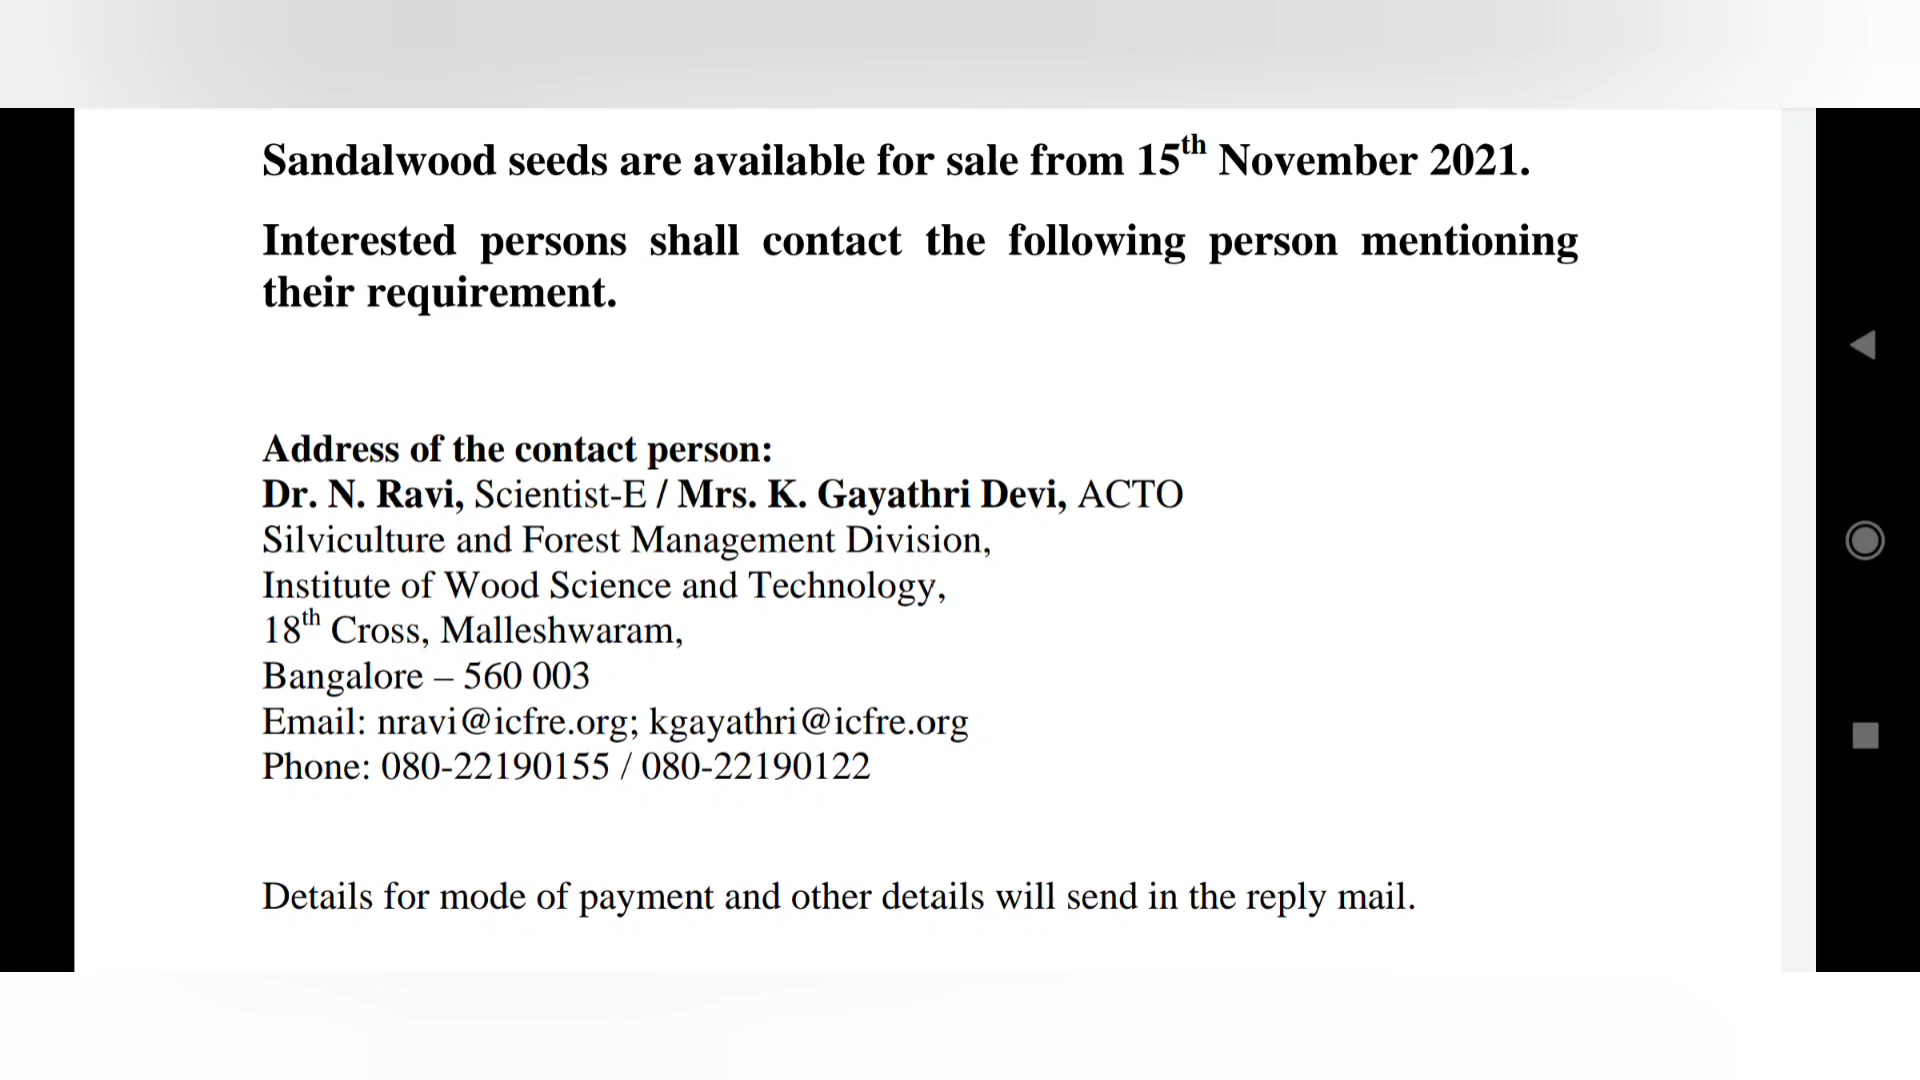 Sandalwood seeds are available for sale from 15th November 2021.
Interested persons shall contact the following person mentioning
their requirement.
Address of the contact person:
Dr. N. Ravi, Scientist-E / Mrs. K. Gayathri Devi, ACTO
Silviculture and Forest Management Division,
Institute of Wood Science and Technology,
18th Cross, Malleshwaram,
Bangalore – 560 003
Email: nravi@icfre.org; kgayathri@icfre.org
Phone: 080-22190155 / 080-22190122
Details for mode of payment and other details will send in the reply mail.